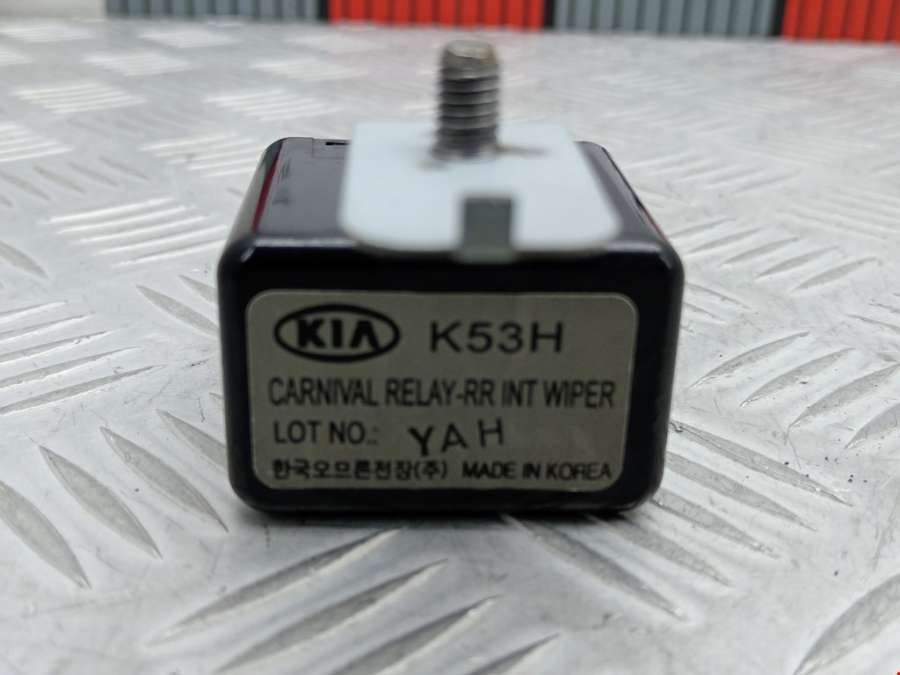 KIA K53H
CARNIVAL RELAY-RR INT WIPER
LOT NO.: YAH
한국오므론전장(주) MADE IN KOREA